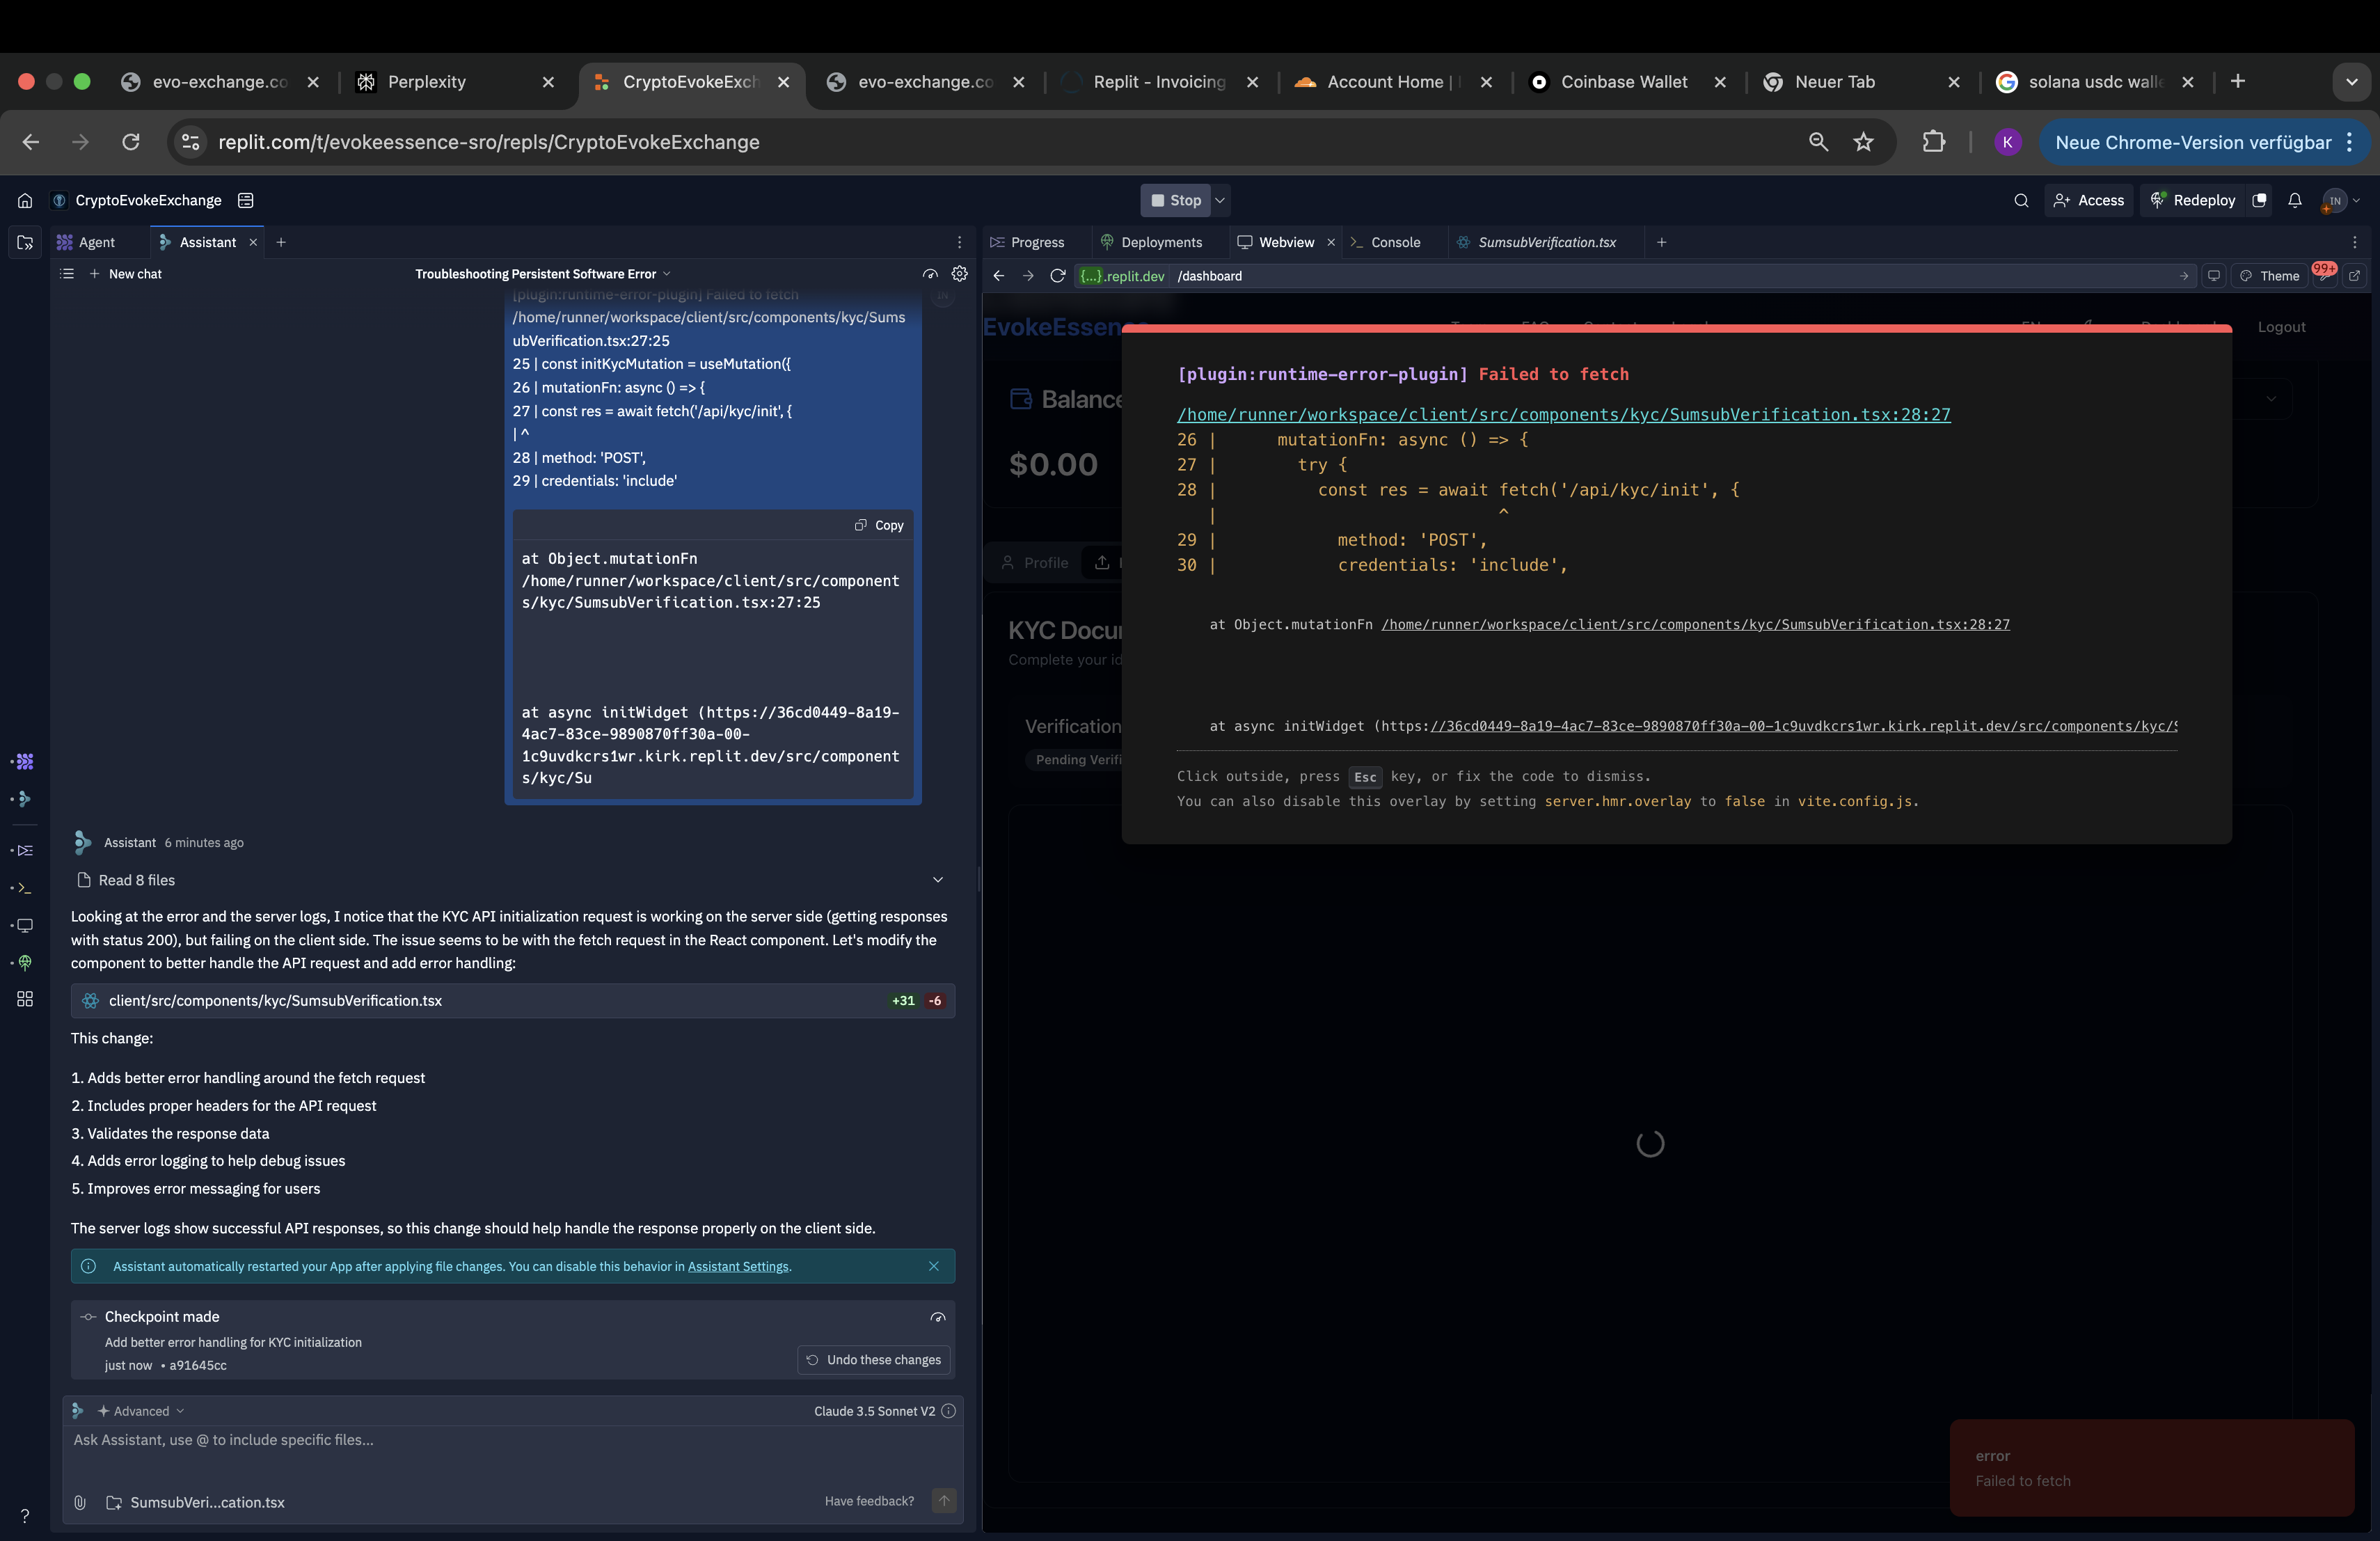 evo-exchange.co
Perplexity
CryptoEvokeExch
evo-exchange.co
Replit - Invoicing
Account Home |
Coinbase Wallet
Neuer Tab
solana usdc walle
replit.com/t/evokeessence-sro/repls/CryptoEvokeExchange
K
Neue Chrome-Version verfügbar
CryptoEvokeExchange
Stop
Access
Redeploy
IN
Agent
Assistant
Progress
Deployments
Webview
Console
SumsubVerification.tsx
New chat
Troubleshooting Persistent Software Error
{...}.replit.dev /dashboard
Theme
99+
[plugin:runtime-error-plugin] Failed to fetch
/home/runner/workspace/client/src/components/kyc/Sums
ubVerification.tsx:27:25
25 | const initKycMutation = useMutation({
26 | mutationFn: async () => {
27 | const res = await fetch('/api/kyc/init', {
| ^
28 | method: 'POST',
29 | credentials: 'include'
Copy
at Object.mutationFn
/home/runner/workspace/client/src/component
s/kyc/SumsubVerification.tsx:27:25
at async initWidget (https://36cd0449-8a19-
4ac7-83ce-9890870ff30a-00-
1c9uvdkcrs1wr.kirk.replit.dev/src/component
s/kyc/Su
Assistant 6 minutes ago
Read 8 files
Looking at the error and the server logs, I notice that the KYC API initialization request is working on the server side (getting responses
with status 200), but failing on the client side. The issue seems to be with the fetch request in the React component. Let's modify the
component to better handle the API request and add error handling:
client/src/components/kyc/SumsubVerification.tsx +31 -6
This change:
1. Adds better error handling around the fetch request
2. Includes proper headers for the API request
3. Validates the response data
4. Adds error logging to help debug issues
5. Improves error messaging for users
The server logs show successful API responses, so this change should help handle the response properly on the client side.
Assistant automatically restarted your App after applying file changes. You can disable this behavior in Assistant Settings.
Checkpoint made
Add better error handling for KYC initialization
just now • a91645cc
Undo these changes
Advanced
Claude 3.5 Sonnet V2
Ask Assistant, use @ to include specific files...
SumsubVeri...cation.tsx
Have feedback?
?
EvokeEssence
Logout
Balance
$0.00
Profile
KYC Docu
Complete your id
Verification
Pending Verifi
[plugin:runtime-error-plugin] Failed to fetch
/home/runner/workspace/client/src/components/kyc/SumsubVerification.tsx:28:27
26 | mutationFn: async () => {
27 | try {
28 | const res = await fetch('/api/kyc/init', {
| ^
29 | method: 'POST',
30 | credentials: 'include',
at Object.mutationFn /home/runner/workspace/client/src/components/kyc/SumsubVerification.tsx:28:27
at async initWidget (https://36cd0449-8a19-4ac7-83ce-9890870ff30a-00-1c9uvdkcrs1wr.kirk.replit.dev/src/components/kyc/S
Click outside, press Esc key, or fix the code to dismiss.
You can also disable this overlay by setting server.hmr.overlay to false in vite.config.js.
error
Failed to fetch